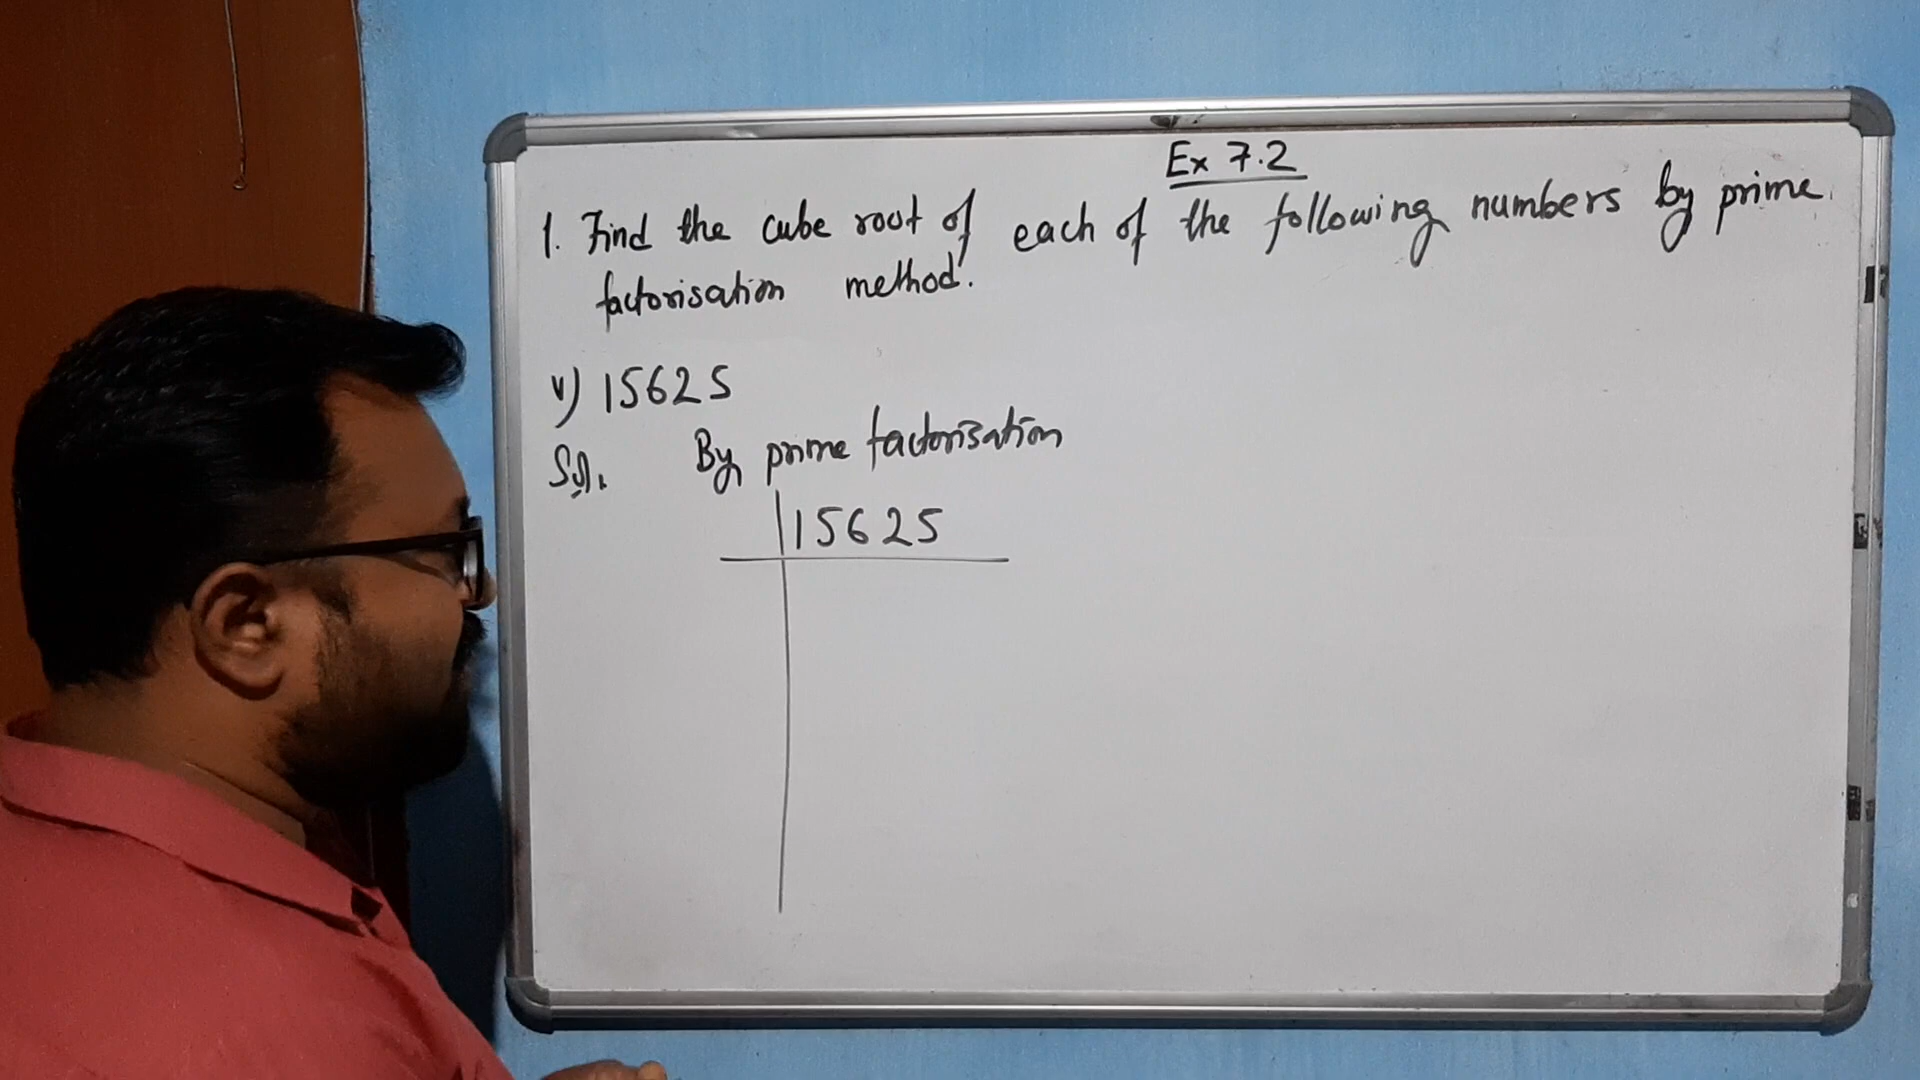 Ex 7.2
1. Find the cube root of each of the following numbers by prime
factorisation method.
v) 15625
Sol. By prime factorisation
15625